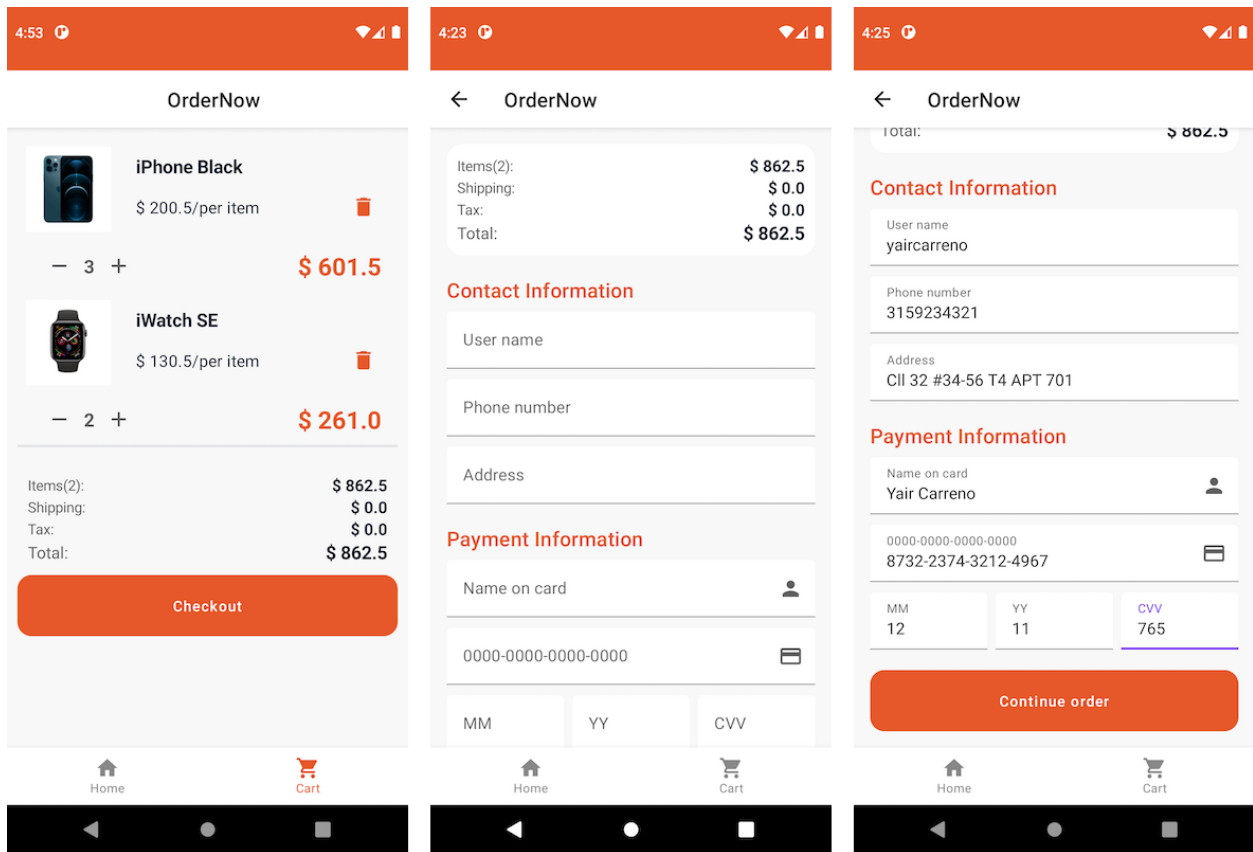 4:53
OrderNow
iPhone Black
$ 200.5/per item
3
$ 601.5
iWatch SE
$ 130.5/per item
2
$ 261.0
Items(2): $ 862.5
Shipping: $ 0.0
Tax: $ 0.0
Total: $ 862.5
Checkout
Home Cart
4:23
OrderNow
Items(2): $ 862.5
Shipping: $ 0.0
Tax: $ 0.0
Total: $ 862.5
Contact Information
User name
Phone number
Address
Payment Information
Name on card
0000-0000-0000-0000
MM YY CVV
Home Cart
4:25
OrderNow
Total: $ 862.5
Contact Information
User name
yaircarreno
Phone number
3159234321
Address
Cll 32 #34-56 T4 APT 701
Payment Information
Name on card
Yair Carreno
0000-0000-0000-0000
8732-2374-3212-4967
MM YY CVV
12 11 765
Continue order
Home Cart